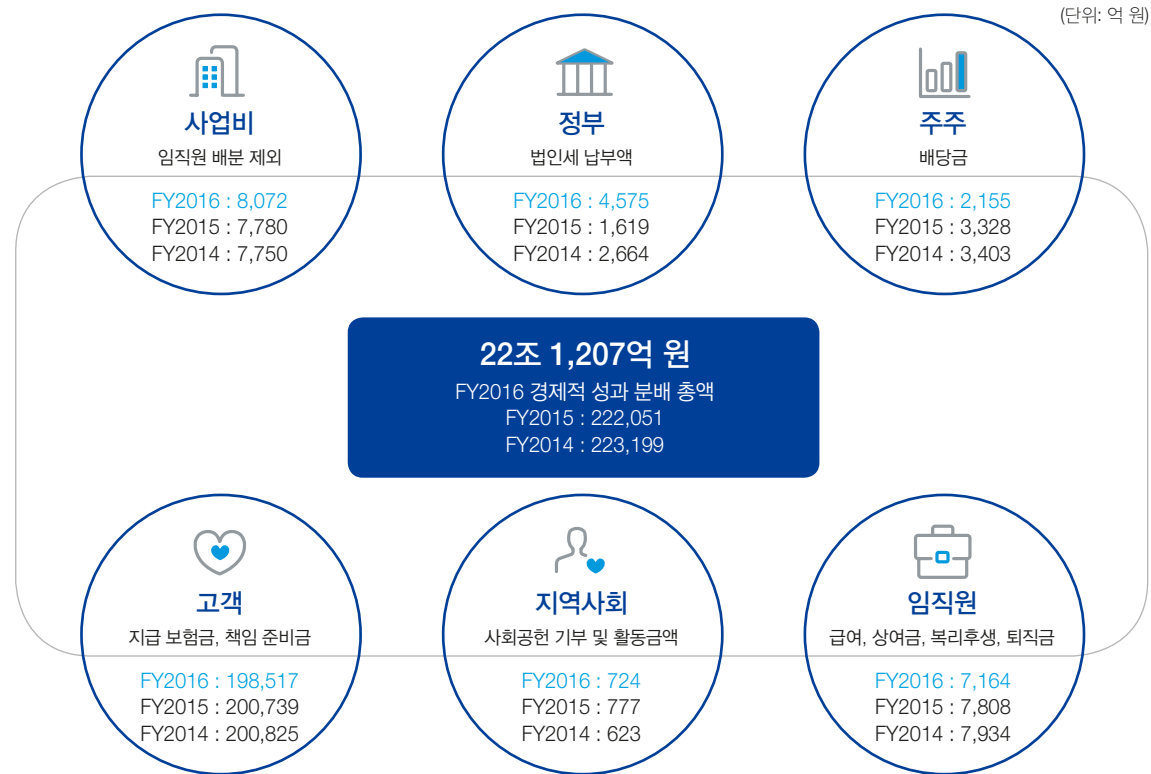 (단위: 억 원)
사업비
임직원 배분 제외
FY2016 : 8,072
FY2015 : 7,780
FY2014 : 7,750
정부
법인세 납부액
FY2016 : 4,575
FY2015 : 1,619
FY2014 : 2,664
주주
배당금
FY2016 : 2,155
FY2015 : 3,328
FY2014 : 3,403
22조 1,207억 원
FY2016 경제적 성과 분배 총액
FY2015 : 222,051
FY2014 : 223,199
고객
지급 보험금, 책임 준비금
FY2016 : 198,517
FY2015 : 200,739
FY2014 : 200,825
지역사회
사회공헌 기부 및 활동금액
FY2016 : 724
FY2015 : 777
FY2014 : 623
임직원
급여, 상여금, 복리후생, 퇴직금
FY2016 : 7,164
FY2015 : 7,808
FY2014 : 7,934